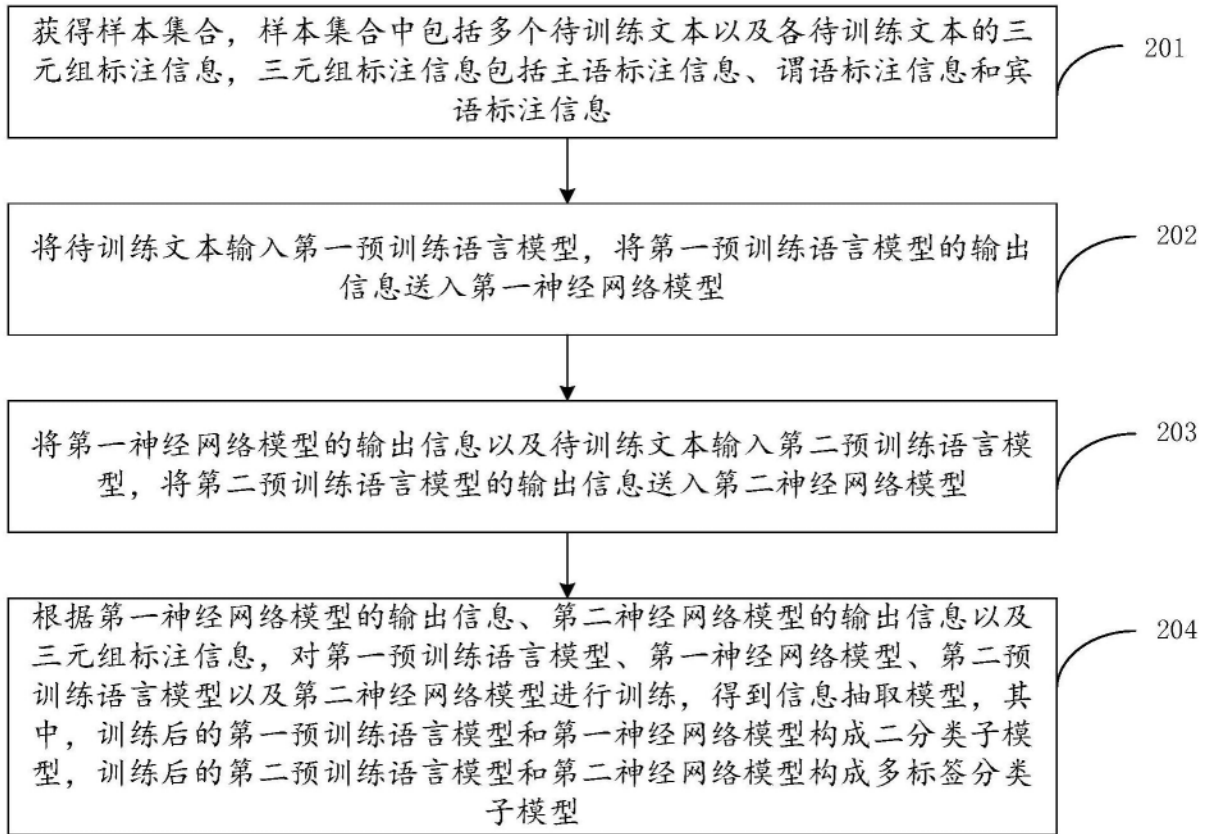 获得样本集合，样本集合中包括多个待训练文本以及各待训练文本的三
元组标注信息，三元组标注信息包括主语标注信息、谓语标注信息和宾
语标注信息
201
将待训练文本输入第一预训练语言模型，将第一预训练语言模型的输出
信息送入第一神经网络模型
202
将第一神经网络模型的输出信息以及待训练文本输入第二预训练语言模
型，将第二预训练语言模型的输出信息送入第二神经网络模型
203
根据第一神经网络模型的输出信息、第二神经网络模型的输出信息以及
三元组标注信息，对第一预训练语言模型、第一神经网络模型、第二预
训练语言模型以及第二神经网络模型进行训练，得到信息抽取模型，其
中，训练后的第一预训练语言模型和第一神经网络模型构成二分类子模
型，训练后的第二预训练语言模型和第二神经网络模型构成多标签分类
子模型
204